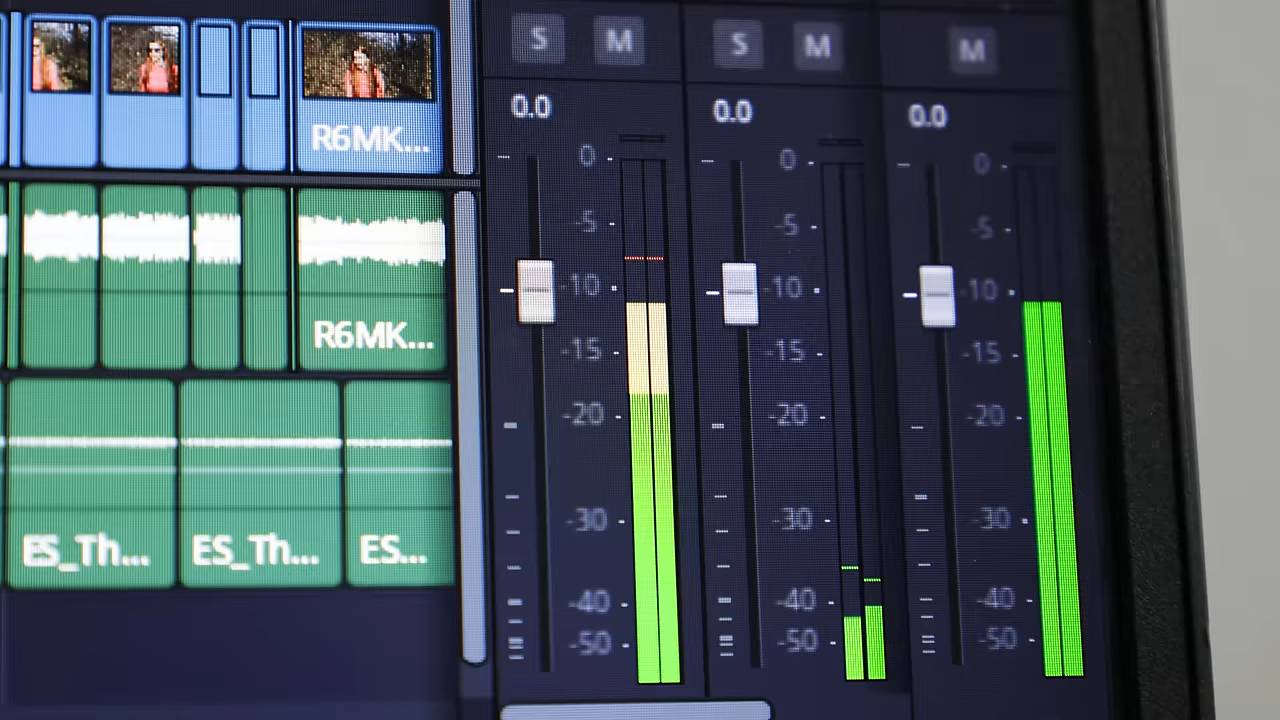 S M S M M
0.0 0.0 0.0
0 0 0
-5 -5 -5
-10 -10 -10
-15 -15 -15
-20 -20 -20
-30 -30 -30
-40 -40 -40
-50 -50 -50
R6MK...
R6MK...
ES_Th... ES_Th... ES...